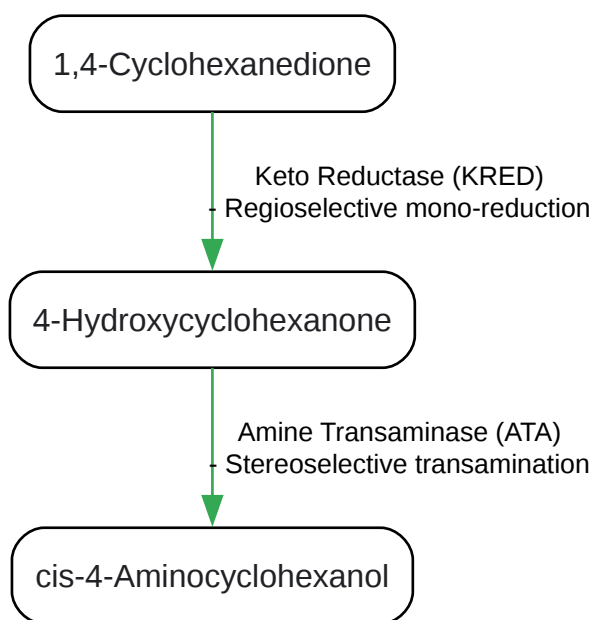 1,4-Cyclohexanedione
Keto Reductase (KRED)
- Regioselective mono-reduction
4-Hydroxycyclohexanone
Amine Transaminase (ATA)
- Stereoselective transamination
cis-4-Aminocyclohexanol